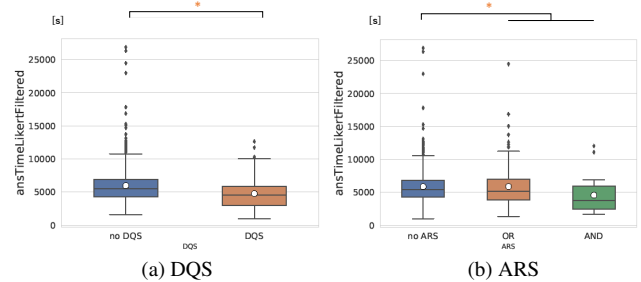 *
[s]
25000
20000
15000
10000
5000
0
ansTimeLikertFiltered
no DQS
DQS
DQS
(a) DQS
*
[s]
25000
20000
15000
10000
5000
0
ansTimeLikertFiltered
no ARS
OR
AND
ARS
(b) ARS